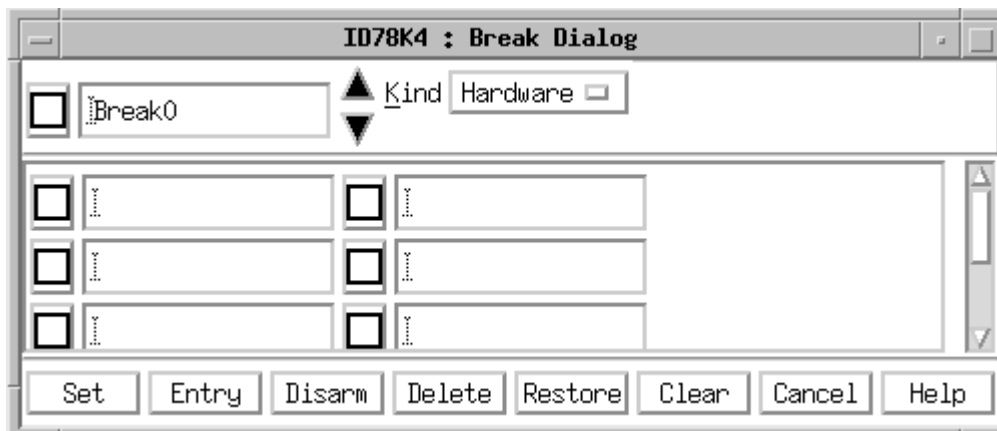 ID78K4 : Break Dialog
Break0 Kind Hardware
Set Entry Disarm Delete Restore Clear Cancel Help